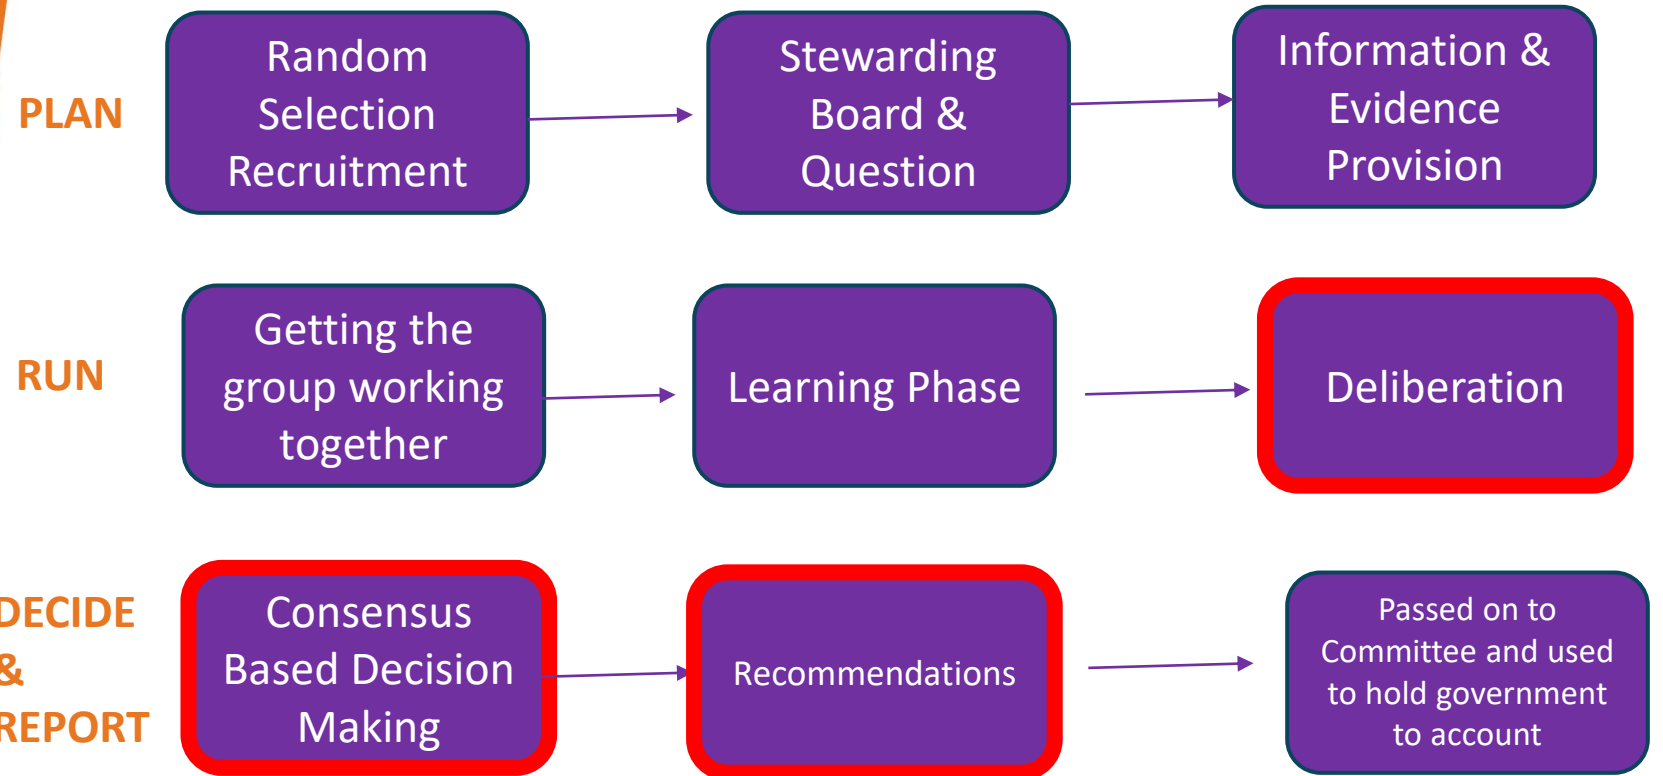 PLAN
Random
Selection
Recruitment
Stewarding
Board &
Question
Information &
Evidence
Provision
RUN
Getting the
group working
together
Learning Phase
Deliberation
DECIDE
&
REPORT
Consensus
Based Decision
Making
Recommendations
Passed on to
Committee and used
to hold government
to account